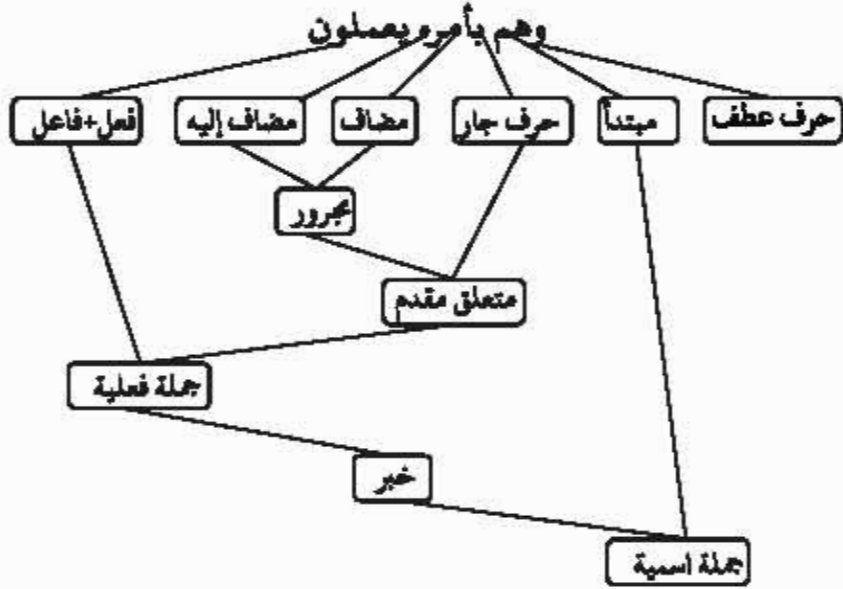 وهم بأمره يعملون
حرف عطف مبتدأ حرف جار مضاف مضاف إليه فعل+فاعل
مجرور
متعلق مقدم
جملة فعلية
خبر
جملة اسمية